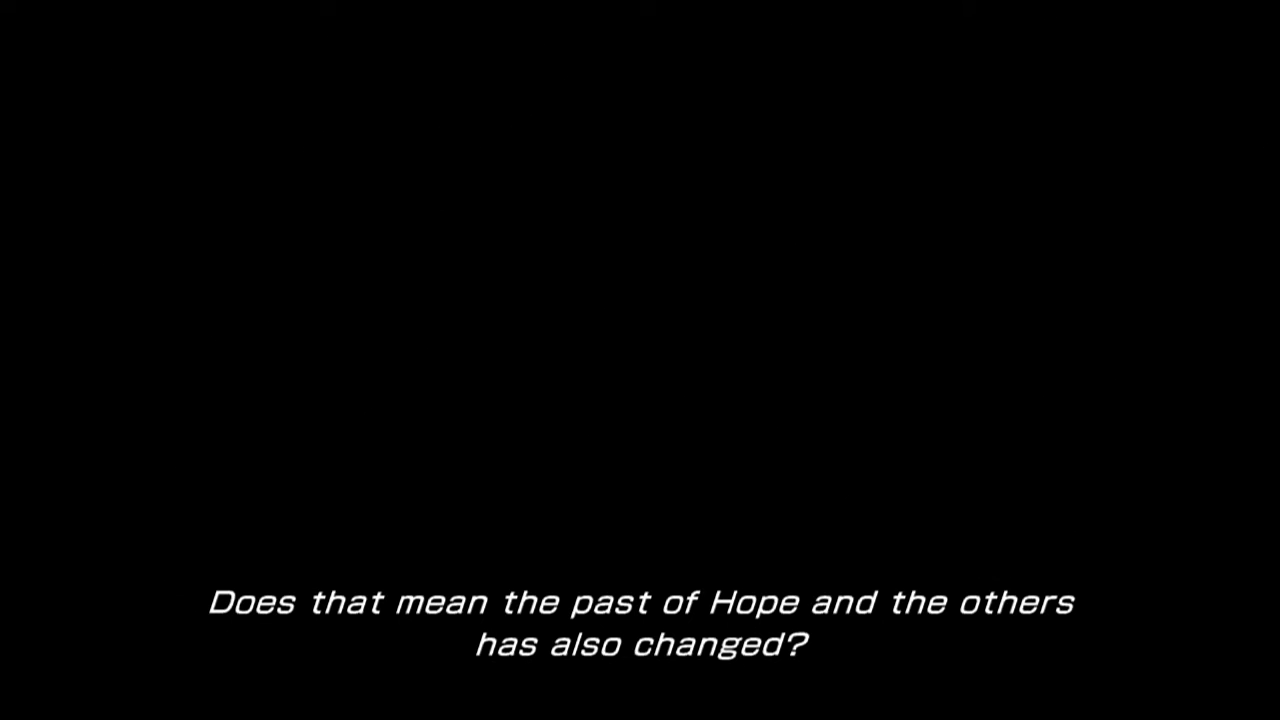 Does that mean the past of Hope and the others
has also changed?